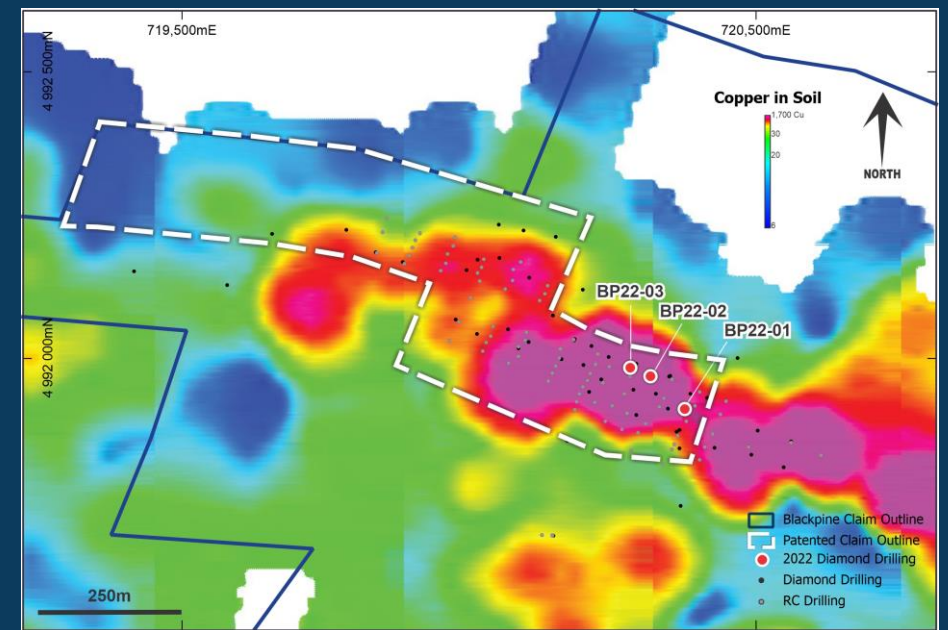 719,500mE
720,500mE
4 992 500mN
Copper in Soil
1,700 Cu
30
20
6
NORTH
BP22-03
BP22-02
BP22-01
4 992 000mN
Blackpine Claim Outline
Patented Claim Outline
2022 Diamond Drilling
Diamond Drilling
RC Drilling
250m